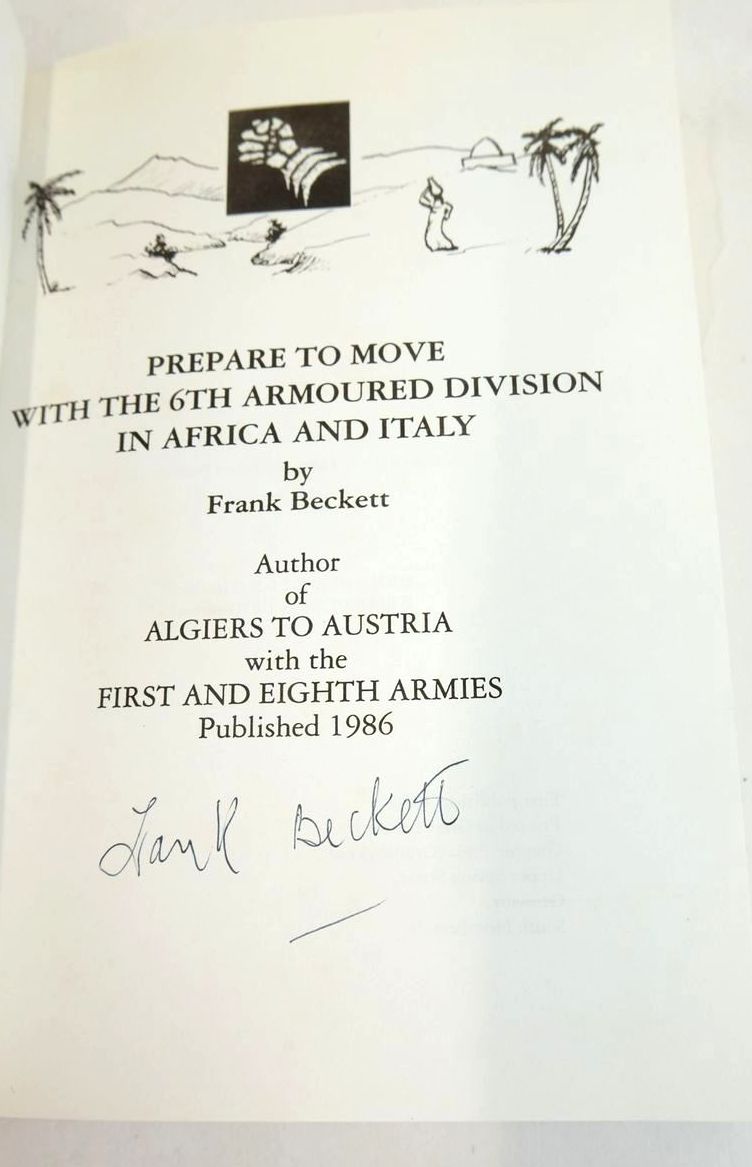 PREPARE TO MOVE
WITH THE 6TH ARMOURED DIVISION
IN AFRICA AND ITALY
by
Frank Beckett
Author
of
ALGIERS TO AUSTRIA
with the
FIRST AND EIGHTH ARMIES
Published 1986
Frank Beckett